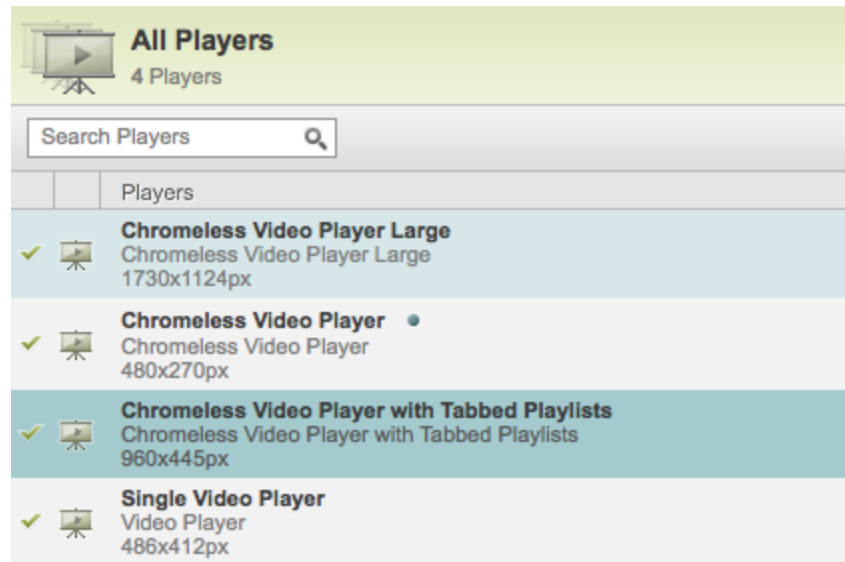 All Players
4 Players
Search Players
Players
Chromeless Video Player Large
Chromeless Video Player Large
1730x1124px
Chromeless Video Player
Chromeless Video Player
480x270px
Chromeless Video Player with Tabbed Playlists
Chromeless Video Player with Tabbed Playlists
960x445px
Single Video Player
Video Player
486x412px